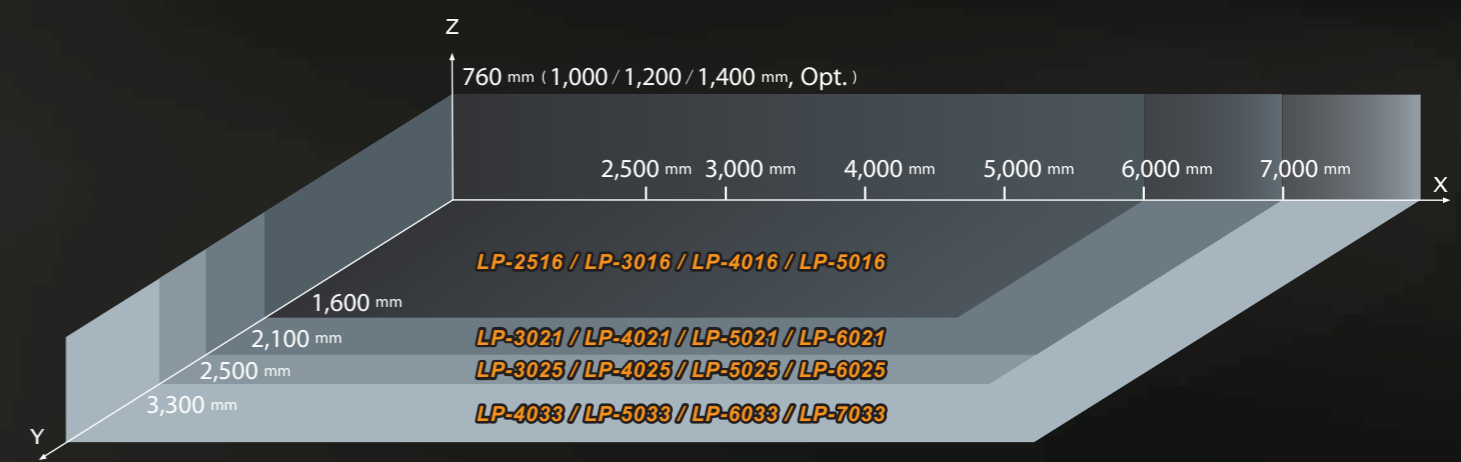 Z
760 mm ( 1,000 / 1,200 / 1,400 mm, Opt. )
2,500 mm 3,000 mm 4,000 mm 5,000 mm 6,000 mm 7,000 mm
X
LP-2516 / LP-3016 / LP-4016 / LP-5016
1,600 mm
2,100 mm
LP-3021 / LP-4021 / LP-5021 / LP-6021
2,500 mm
LP-3025 / LP-4025 / LP-5025 / LP-6025
3,300 mm
LP-4033 / LP-5033 / LP-6033 / LP-7033
Y